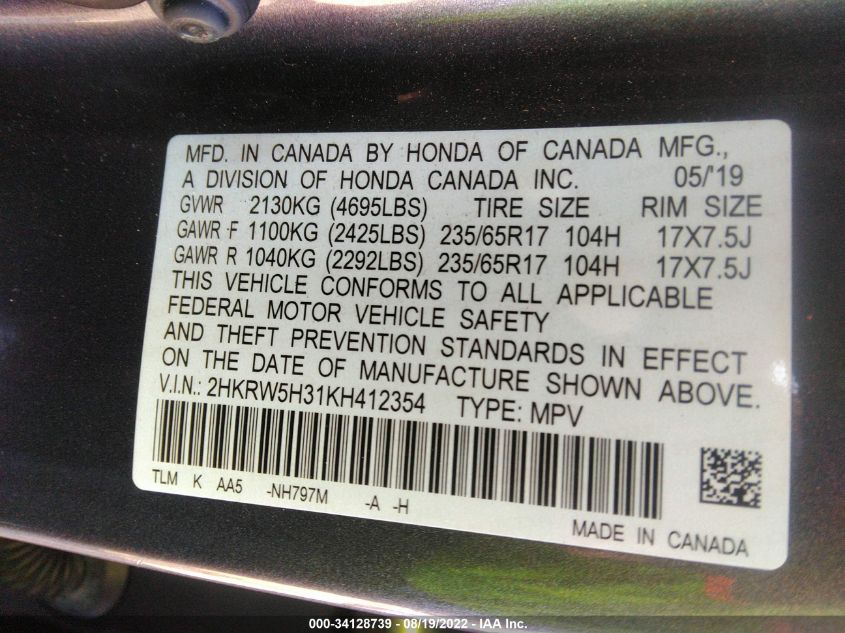 MFD. IN CANADA BY HONDA OF CANADA MFG.,
A DIVISION OF HONDA CANADA INC. 05/'19
GVWR 2130KG (4695LBS) TIRE SIZE RIM SIZE
GAWR F 1100KG (2425LBS) 235/65R17 104H 17X7.5J
GAWR R 1040KG (2292LBS) 235/65R17 104H 17X7.5J
THIS VEHICLE CONFORMS TO ALL APPLICABLE
FEDERAL MOTOR VEHICLE SAFETY
AND THEFT PREVENTION STANDARDS IN EFFECT
ON THE DATE OF MANUFACTURE SHOWN ABOVE.
V.I.N.: 2HKRW5H31KH412354 TYPE: MPV
TLM K AA5 -NH797M -A -H
MADE IN CANADA
000-34128739 - 08/19/2022 - IAA Inc.